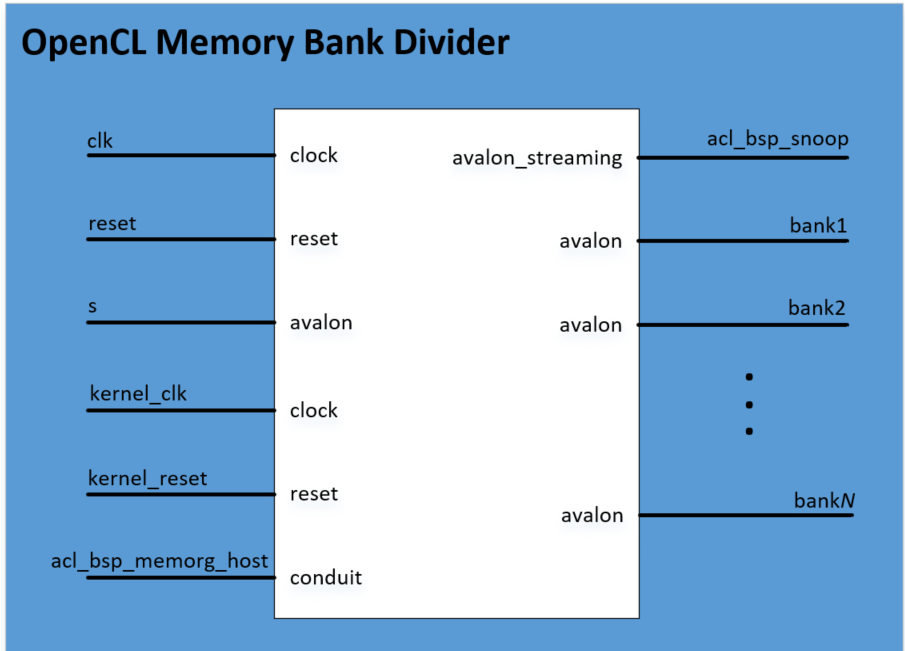 OpenCL Memory Bank Divider
clk
clock
avalon_streaming
acl_bsp_snoop
reset
reset
avalon
bank1
s
avalon
avalon
bank2
kernel_clk
clock
kernel_reset
reset
avalon
bankN
acl_bsp_memorg_host
conduit